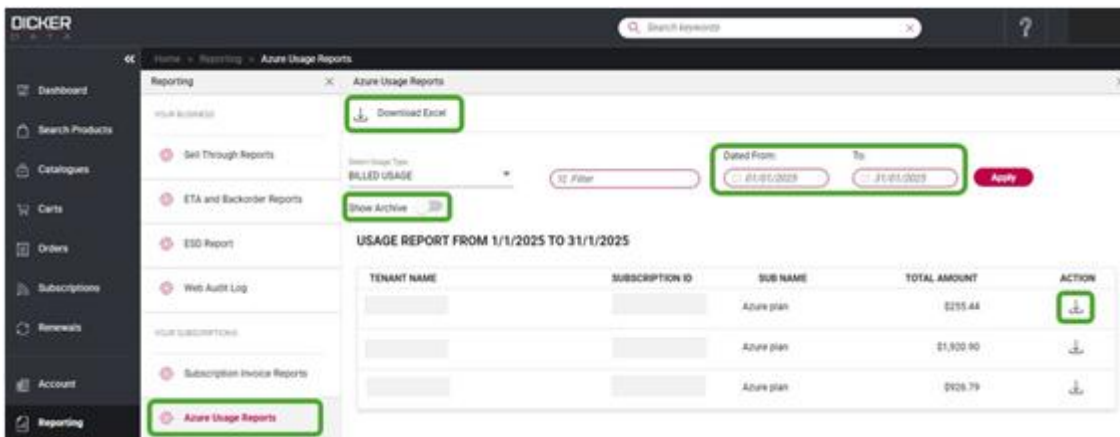 DICKER
DATA
Search keywords
?
Home > Reporting > Azure Usage Reports
Dashboard
Search Products
Catalogues
Carts
Orders
Subscriptions
Renewals
Account
Reporting
Reporting
YOUR BUSINESS
Sell Through Reports
ETA and Backorder Reports
ESD Report
Web Audit Log
YOUR SUBSCRIPTIONS
Subscription Invoice Reports
Azure Usage Reports
Azure Usage Reports
Download Excel
Select Usage Type
BILLED USAGE
Filter
Dated From:
01/01/2025
To:
31/01/2025
Apply
Show Archive
USAGE REPORT FROM 1/1/2025 TO 31/1/2025
TENANT NAME SUBSCRIPTION ID SUB NAME TOTAL AMOUNT ACTION
Azure plan $255.44
Azure plan $1,920.90
Azure plan $926.79